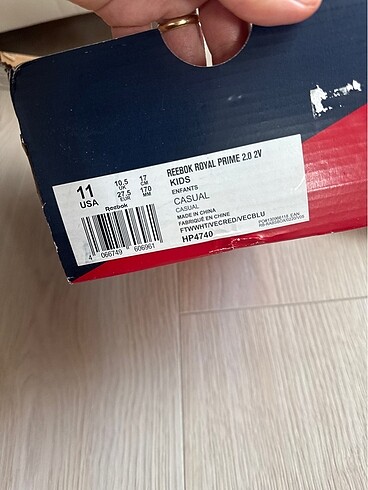 11
USA
10.5
UK
17
CM
27.5
EUR
170
MM
Reebok
4 066749 606961
REEBOK ROYAL PRIME 2.0 2V
KIDS
ENFANTS
CASUAL
CASUAL
MADE IN CHINA
FABRIQUÉ EN CHINE
FTWWHT/VECRED/VECBLU
HP4740